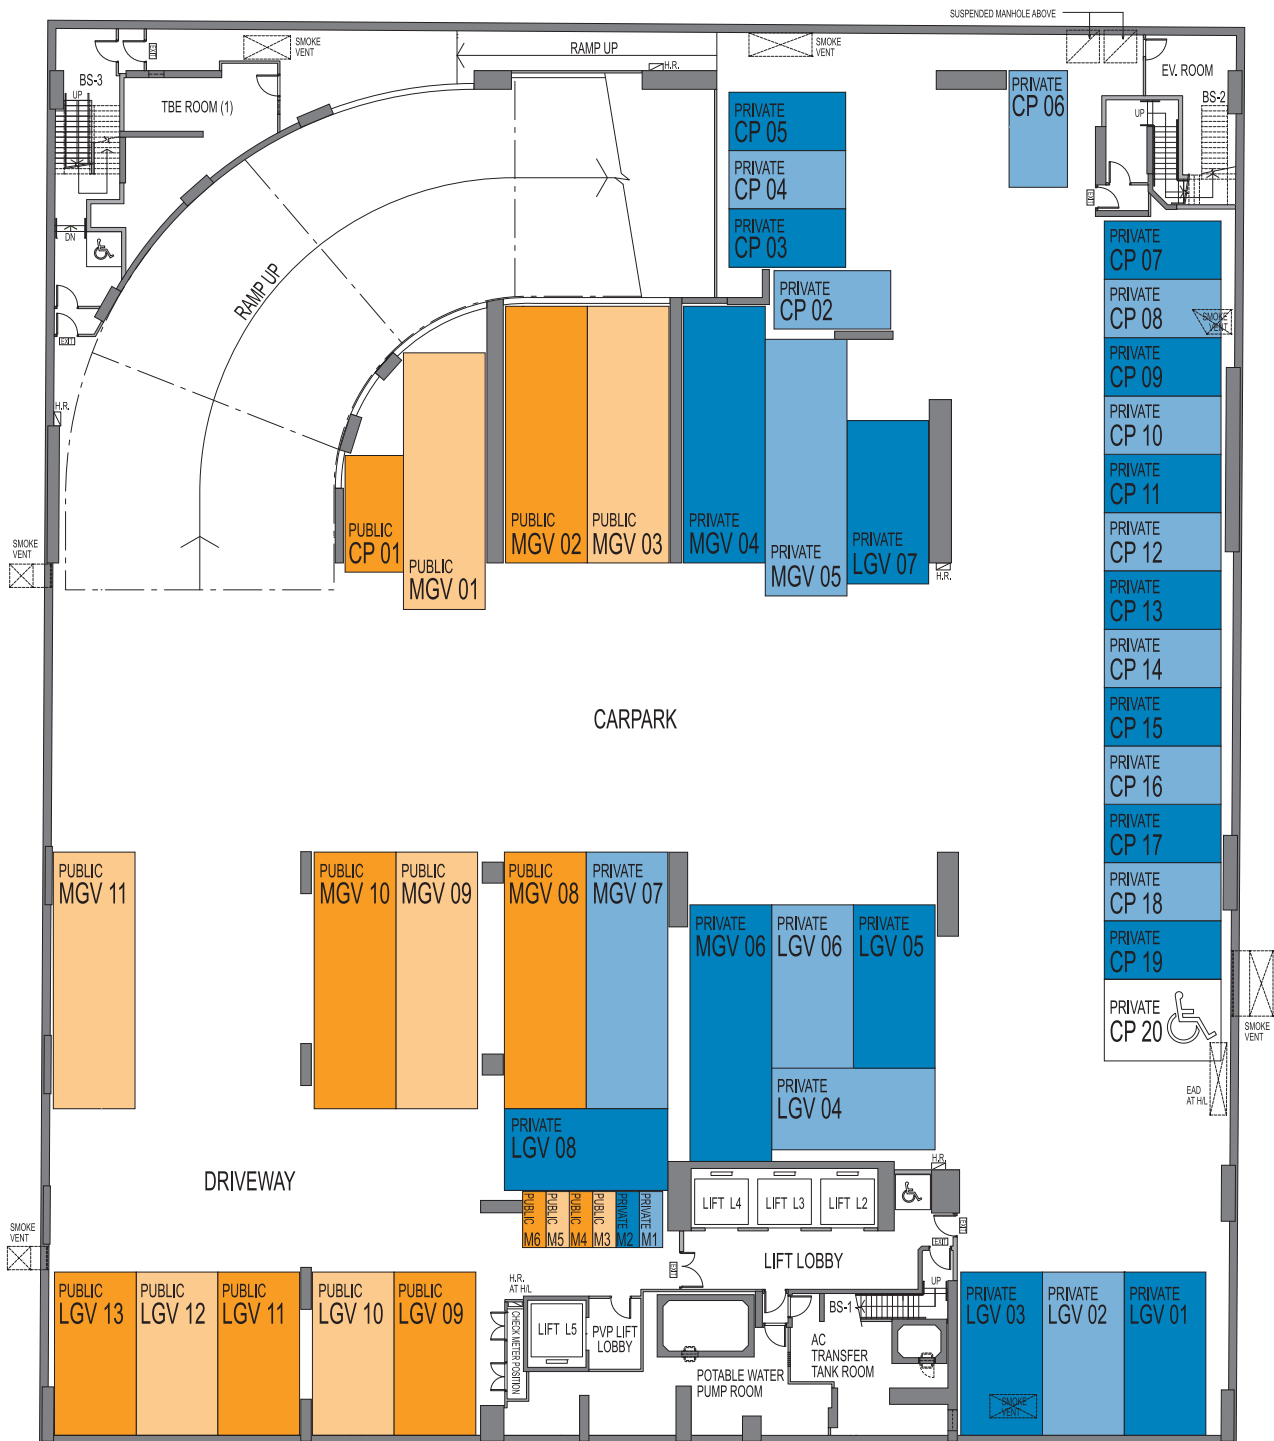 SUSPENDED MANHOLE ABOVE
SMOKE
VENT
RAMP UP
H.R.
SMOKE
VENT
EXIT
BS-3
UP
TBE ROOM (1)
EV. ROOM
BS-2
UP
EXIT
DN
EXIT
RAMP UP
H.R.
SMOKE
VENT
PRIVATE
CP 05
PRIVATE
CP 04
PRIVATE
CP 03
PRIVATE
CP 02
PRIVATE
CP 06
PRIVATE
CP 07
PRIVATE
CP 08
SMOKE
VENT
PRIVATE
CP 09
PRIVATE
CP 10
PRIVATE
CP 11
PRIVATE
CP 12
PRIVATE
CP 13
PRIVATE
CP 14
PRIVATE
CP 15
PRIVATE
CP 16
PRIVATE
CP 17
PRIVATE
CP 18
PRIVATE
CP 19
PRIVATE
CP 20
SMOKE
VENT
EAD
AT H/L
PUBLIC
CP 01
PUBLIC
MGV 01
PUBLIC
MGV 02
PUBLIC
MGV 03
PRIVATE
MGV 04
PRIVATE
MGV 05
PRIVATE
LGV 07
H.R.
CARPARK
PUBLIC
MGV 11
PUBLIC
MGV 10
PUBLIC
MGV 09
PUBLIC
MGV 08
PRIVATE
MGV 07
PRIVATE
MGV 06
PRIVATE
LGV 06
PRIVATE
LGV 05
PRIVATE
LGV 04
PRIVATE
LGV 08
DRIVEWAY
SMOKE
VENT
PUBLIC
M6
PUBLIC
M5
PUBLIC
M4
PUBLIC
M3
PRIVATE
M2
PRIVATE
M1
H.R.
LIFT L4
LIFT L3
LIFT L2
EXIT
EXIT
LIFT LOBBY
EXIT
UP
BS-1
PUBLIC
LGV 13
PUBLIC
LGV 12
PUBLIC
LGV 11
PUBLIC
LGV 10
PUBLIC
LGV 09
H.R.
AT H/L
CHECK METER POSITION
LIFT L5
PVP LIFT
LOBBY
POTABLE WATER
PUMP ROOM
AC
TRANSFER
TANK ROOM
PRIVATE
LGV 03
SMOKE
VENT
PRIVATE
LGV 02
PRIVATE
LGV 01